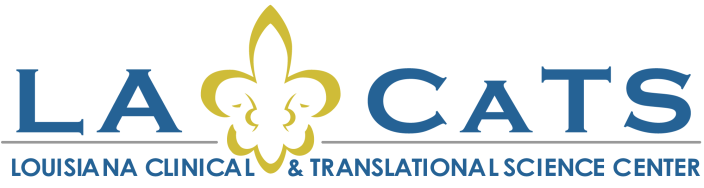 LA CaTS
LOUISIANA CLINICAL & TRANSLATIONAL SCIENCE CENTER